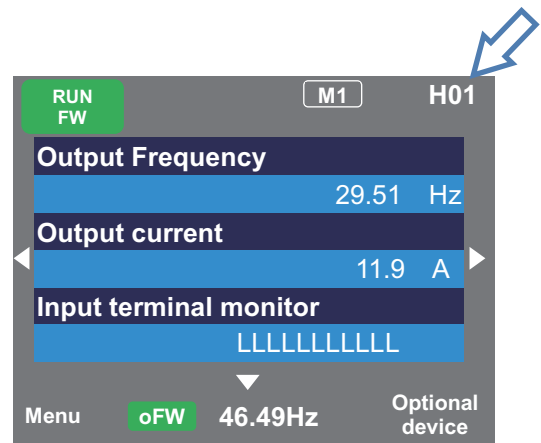 RUN
FW
M1
H01
Output Frequency
29.51 Hz
Output current
11.9 A
Input terminal monitor
LLLLLLLLLLL
Menu
oFW
46.49Hz
Optional
device